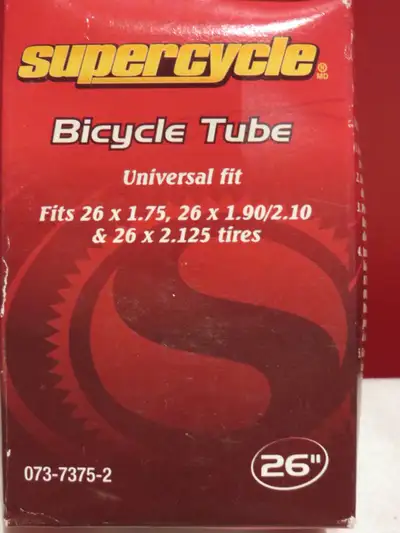 supercycle®
MD
Bicycle Tube
Universal fit
Fits 26 x 1.75, 26 x 1.90/2.10
& 26 x 2.125 tires
073-7375-2
26"